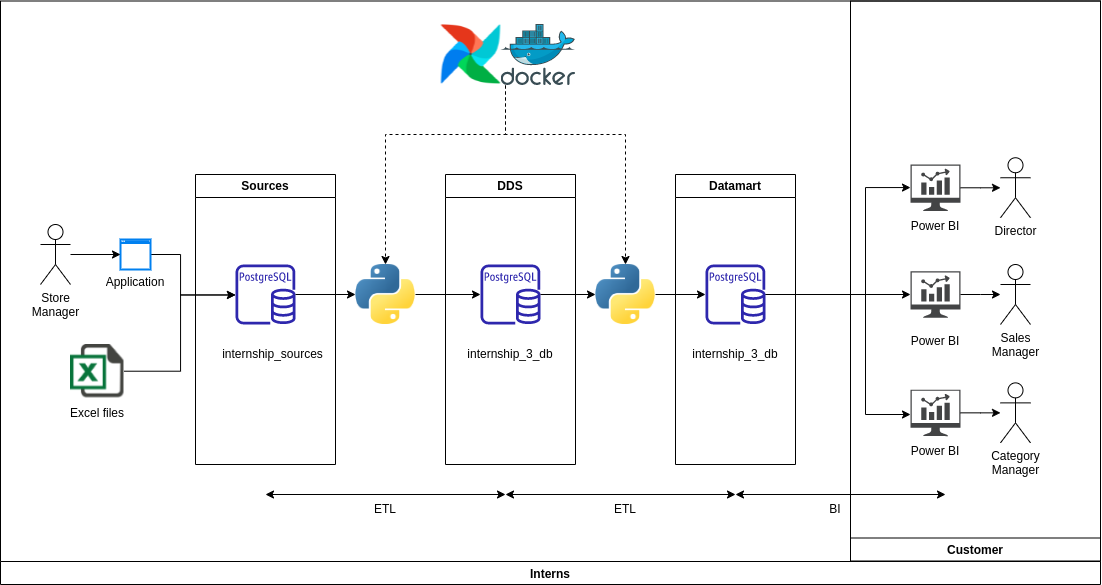 docker
Sources
DDS
Datamart
PostgreSQL
PostgreSQL
PostgreSQL
Application
Store
Manager
X
Excel files
internship_sources
internship_3_db
internship_3_db
Power BI
Director
Power BI
Sales
Manager
Power BI
Category
Manager
ETL
ETL
BI
Customer
Interns